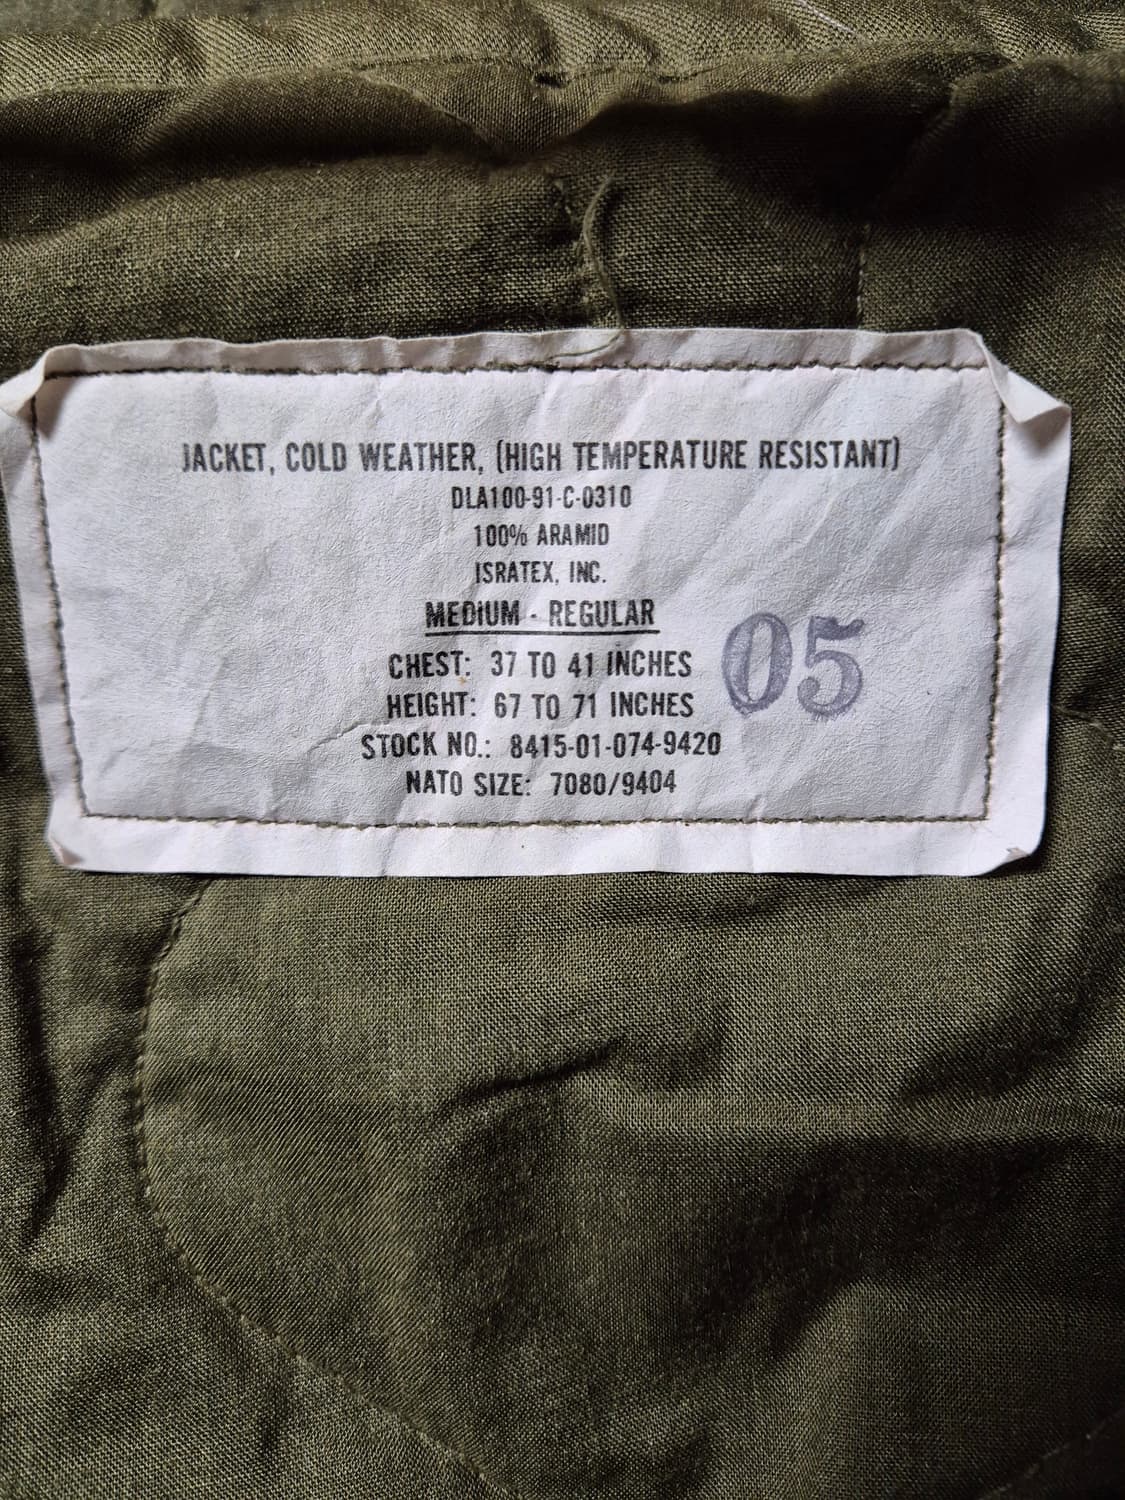 JACKET, COLD WEATHER, (HIGH TEMPERATURE RESISTANT)
DLA100-91-C-0310
100% ARAMID
ISRATEX, INC.
MEDIUM - REGULAR
CHEST: 37 TO 41 INCHES
HEIGHT: 67 TO 71 INCHES
05
STOCK NO.: 8415-01-074-9420
NATO SIZE: 7080/9404